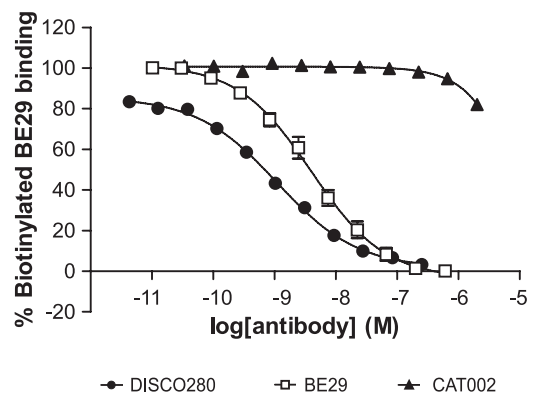 % Biotinylated BE29 binding
120
100
80
60
40
20
0
-20
-11 -10 -9 -8 -7 -6 -5
log[antibody] (M)
DISCO280 BE29 CAT002